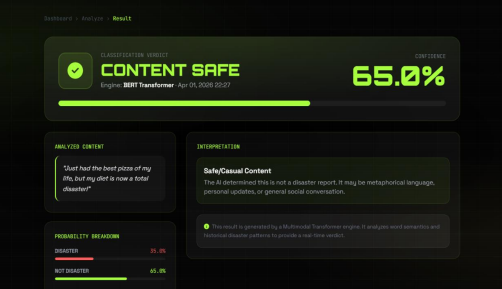 Dashboard › Analyze › Result
CLASSIFICATION VERDICT
CONTENT SAFE
Engine: BERT Transformer · Apr 01, 2026 22:27
CONFIDENCE
65.0%
ANALYZED CONTENT
"Just had the best pizza of my
life, but my diet is now a total
disaster!"
INTERPRETATION
Safe/Casual Content
The AI determined this is not a disaster report. It may be metaphorical language,
personal updates, or general social conversation.
This result is generated by a Multimodal Transformer engine. It analyzes word semantics and
historical disaster patterns to provide a real-time verdict.
PROBABILITY BREAKDOWN
DISASTER 35.0%
NOT DISASTER 65.0%